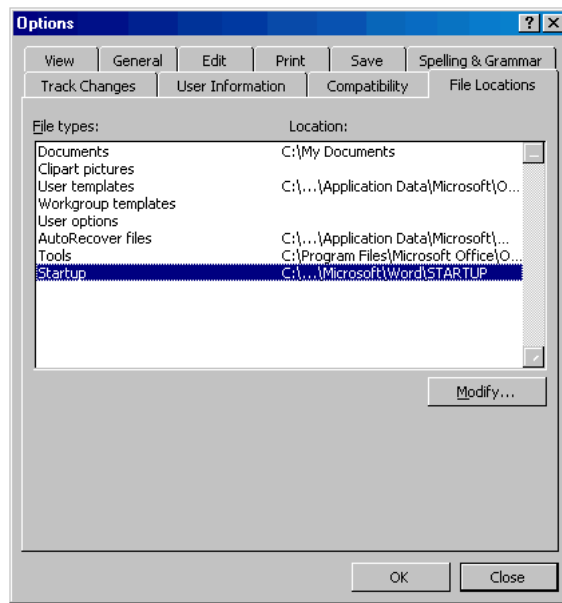 Options
View General Edit Print Save Spelling & Grammar
Track Changes User Information Compatibility File Locations
File types: Location:
Documents C:\My Documents
Clipart pictures
User templates C:\...\Application Data\Microsoft\O...
Workgroup templates
User options
AutoRecover files C:\...\Application Data\Microsoft\...
Tools C:\Program Files\Microsoft Office\O...
Startup C:\...\Microsoft\Word\STARTUP
Modify...
OK Close